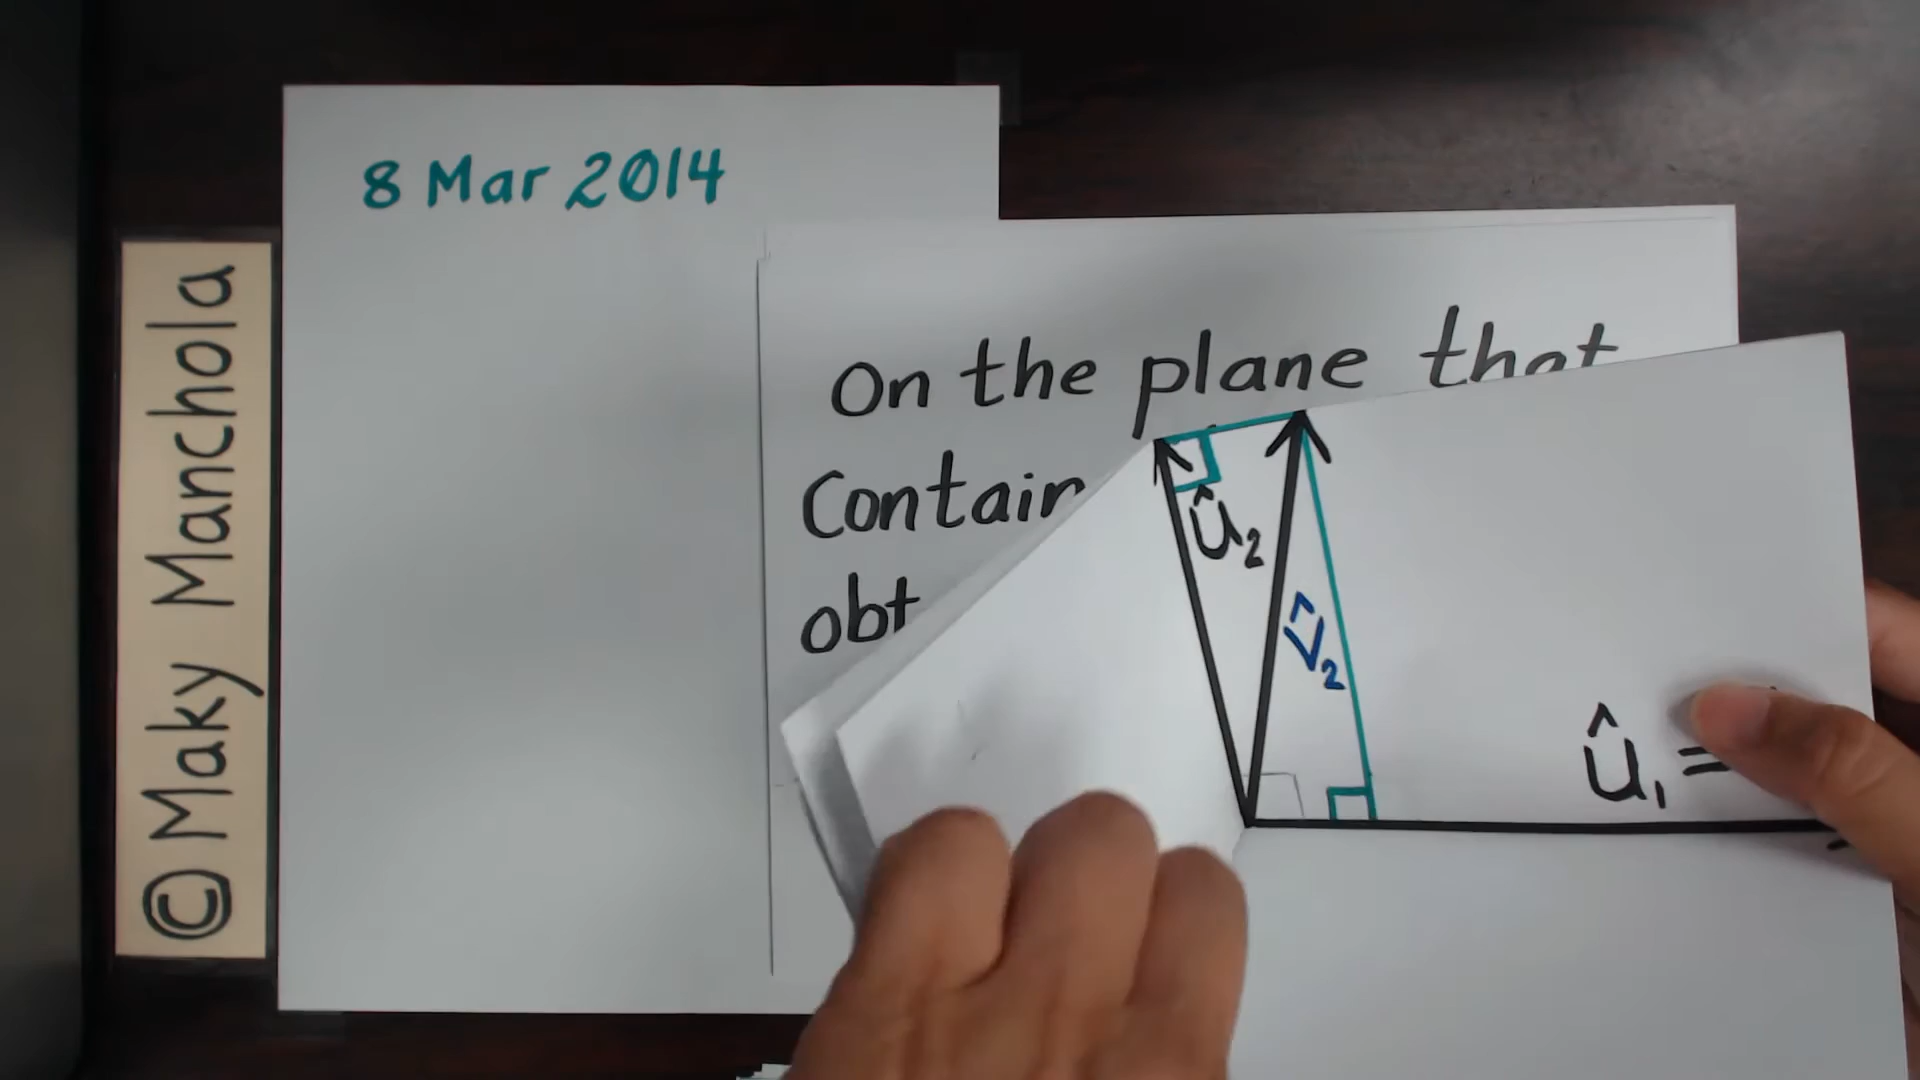 © Maky Manchola
8 Mar 2014
On the plane that
Contain
obt
û₂
v̂₂
û₁ =